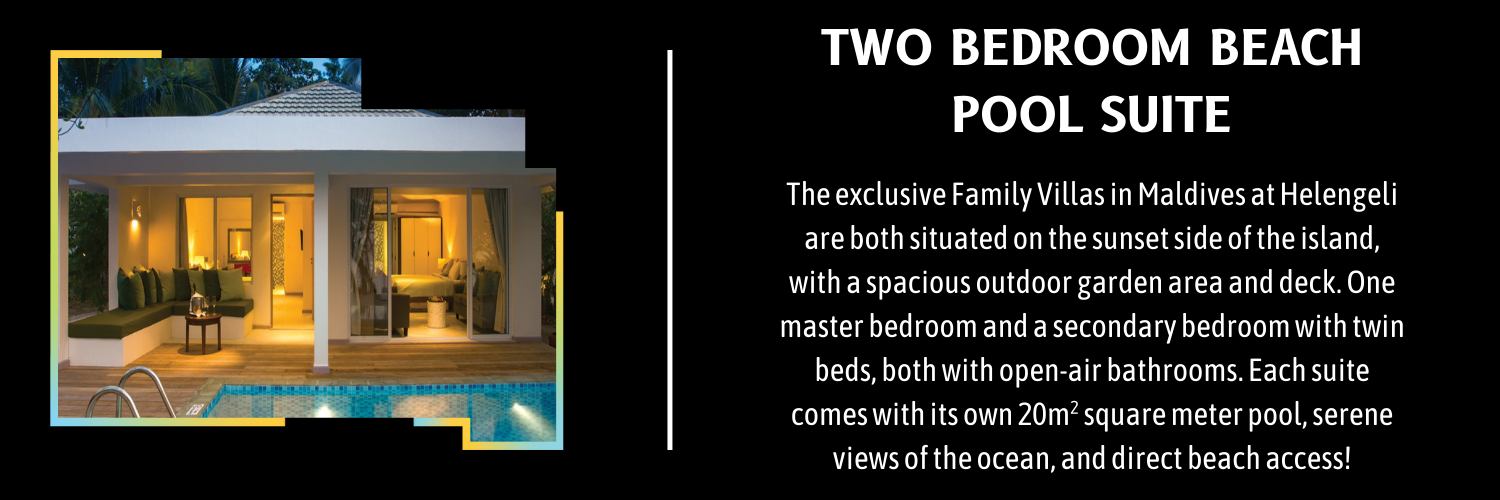 TWO BEDROOM BEACH
POOL SUITE
The exclusive Family Villas in Maldives at Helengeli
are both situated on the sunset side of the island,
with a spacious outdoor garden area and deck. One
master bedroom and a secondary bedroom with twin
beds, both with open-air bathrooms. Each suite
comes with its own 20m² square meter pool, serene
views of the ocean, and direct beach access!